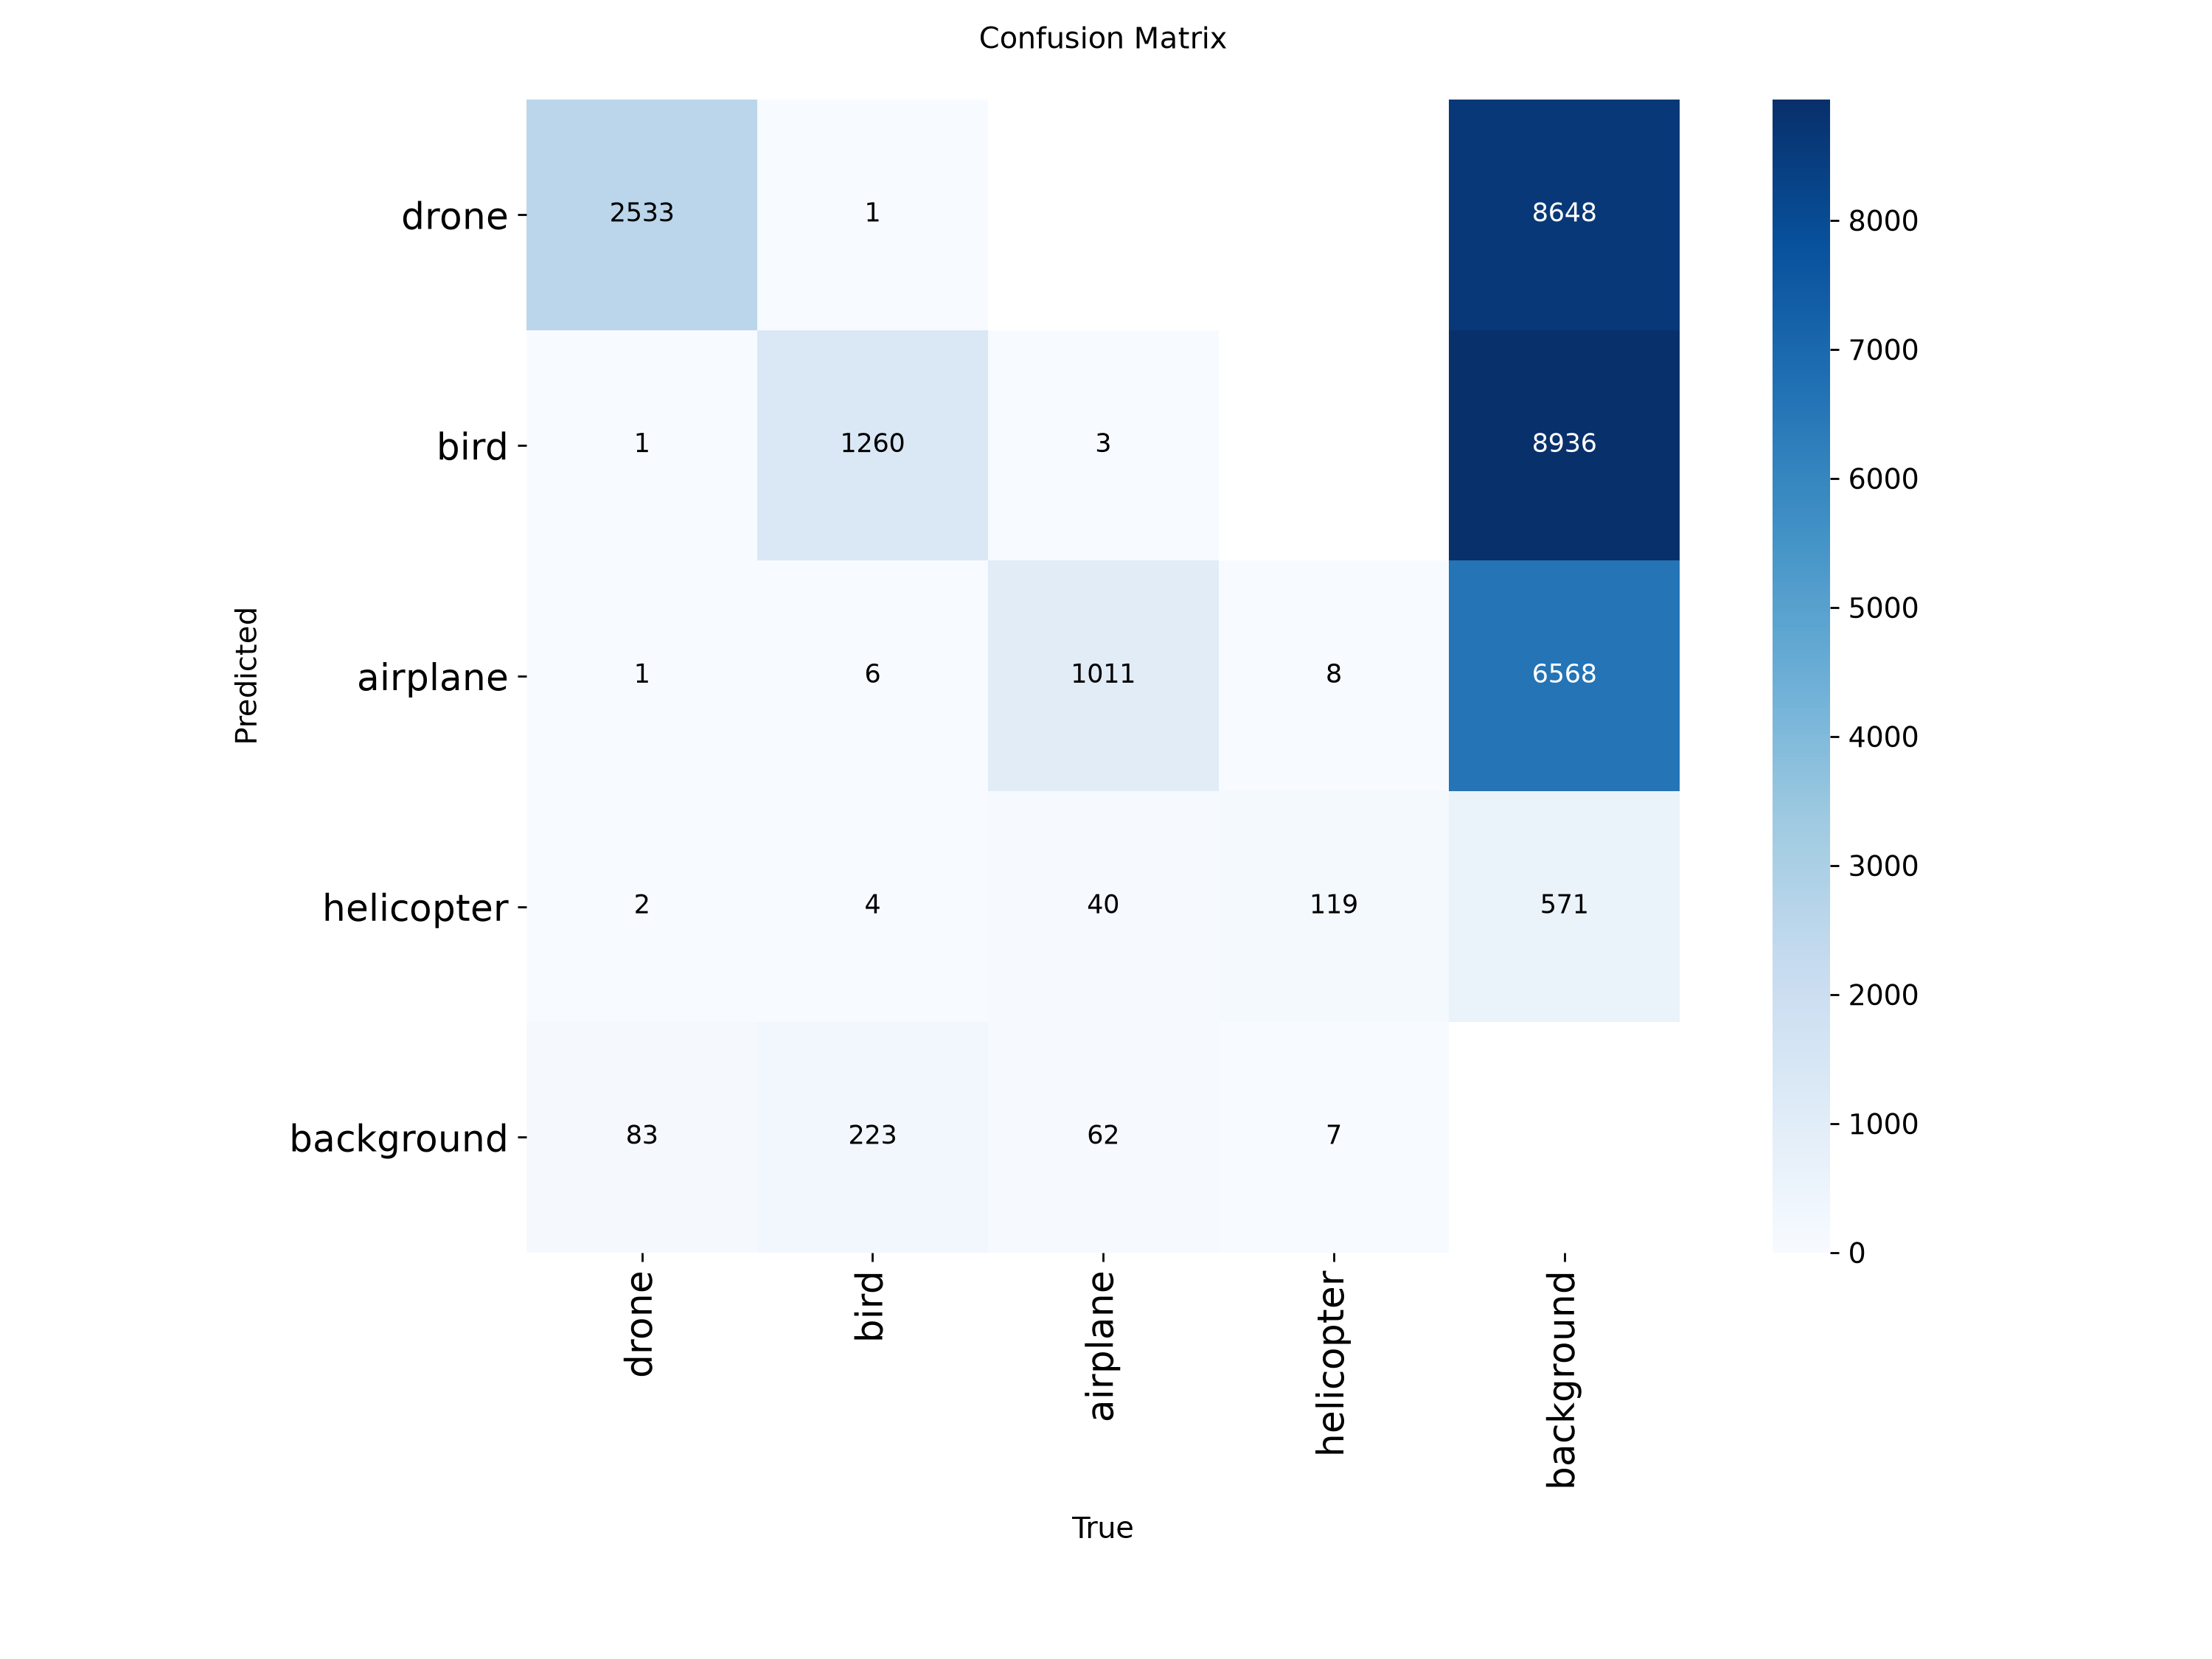 Confusion Matrix
drone 2533 1 8648
bird 1 1260 3 8936
airplane 1 6 1011 8 6568
helicopter 2 4 40 119 571
background 83 223 62 7
drone bird airplane helicopter background
Predicted
True
8000
7000
6000
5000
4000
3000
2000
1000
0